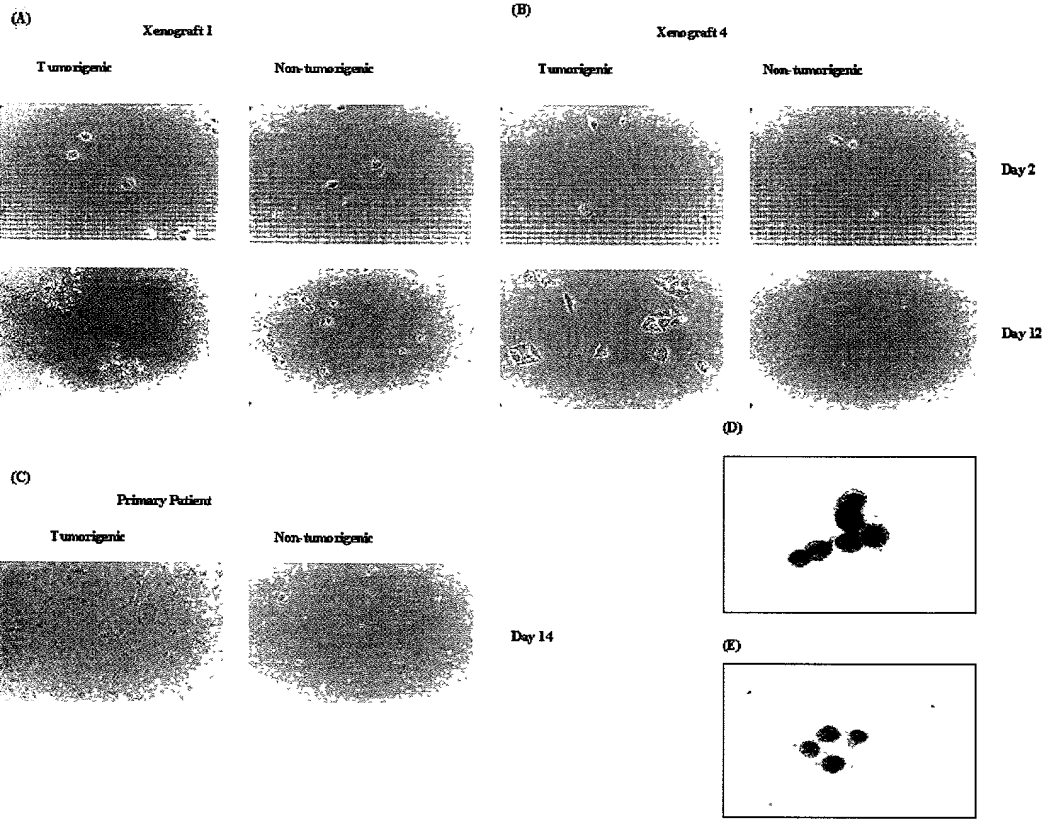 (A)
Xenograft 1
Tumorigenic
Non-tumorigenic
(B)
Xenograft 4
Tumorigenic
Non-tumorigenic
Day 2
Day 12
(C)
Primary Patient
Tumorigenic
Non-tumorigenic
Day 14
(D)
(E)